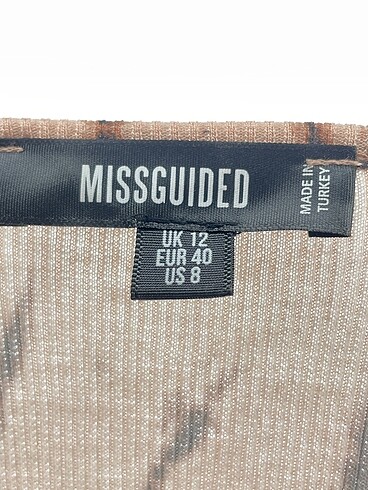 MISSGUIDED
MADE IN
TURKEY
UK 12
EUR 40
US 8